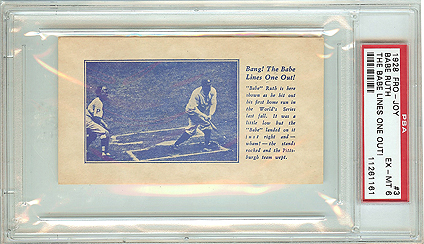 Bang! The Babe
Lines One Out!
"Babe" Ruth is here
shown as he hit out
his first home run in
the World's Series
last fall. It was a
little low but the
"Babe" landed on it
just right and—
wham!—the stands
rocked and the Pitts-
burgh team wept.
P
1928 FRO-JOY #3
BABE RUTH
THE BABE LINES ONE OUT! EX-MT 6
11261161
PSA